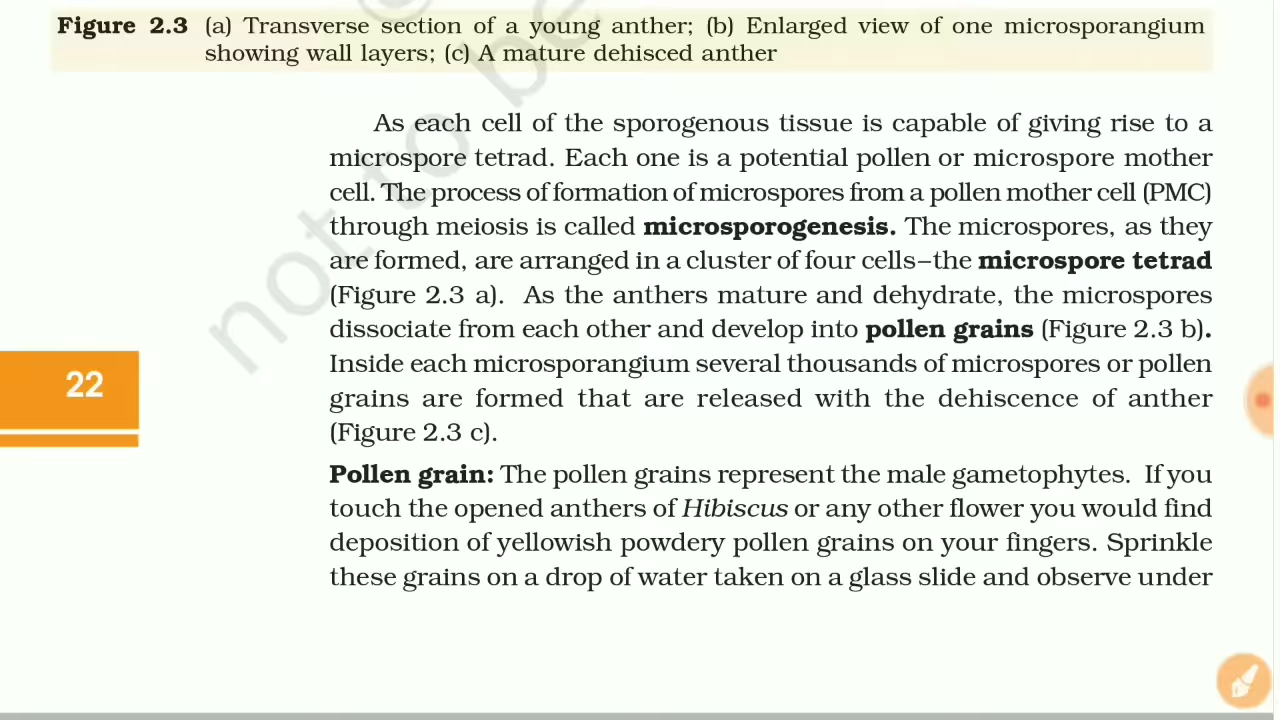 Figure 2.3 (a) Transverse section of a young anther; (b) Enlarged view of one microsporangium
showing wall layers; (c) A mature dehisced anther
As each cell of the sporogenous tissue is capable of giving rise to a
microspore tetrad. Each one is a potential pollen or microspore mother
cell. The process of formation of microspores from a pollen mother cell (PMC)
through meiosis is called microsporogenesis. The microspores, as they
are formed, are arranged in a cluster of four cells–the microspore tetrad
(Figure 2.3 a). As the anthers mature and dehydrate, the microspores
dissociate from each other and develop into pollen grains (Figure 2.3 b).
Inside each microsporangium several thousands of microspores or pollen
grains are formed that are released with the dehiscence of anther
(Figure 2.3 c).
22
Pollen grain: The pollen grains represent the male gametophytes. If you
touch the opened anthers of Hibiscus or any other flower you would find
deposition of yellowish powdery pollen grains on your fingers. Sprinkle
these grains on a drop of water taken on a glass slide and observe under
not to be